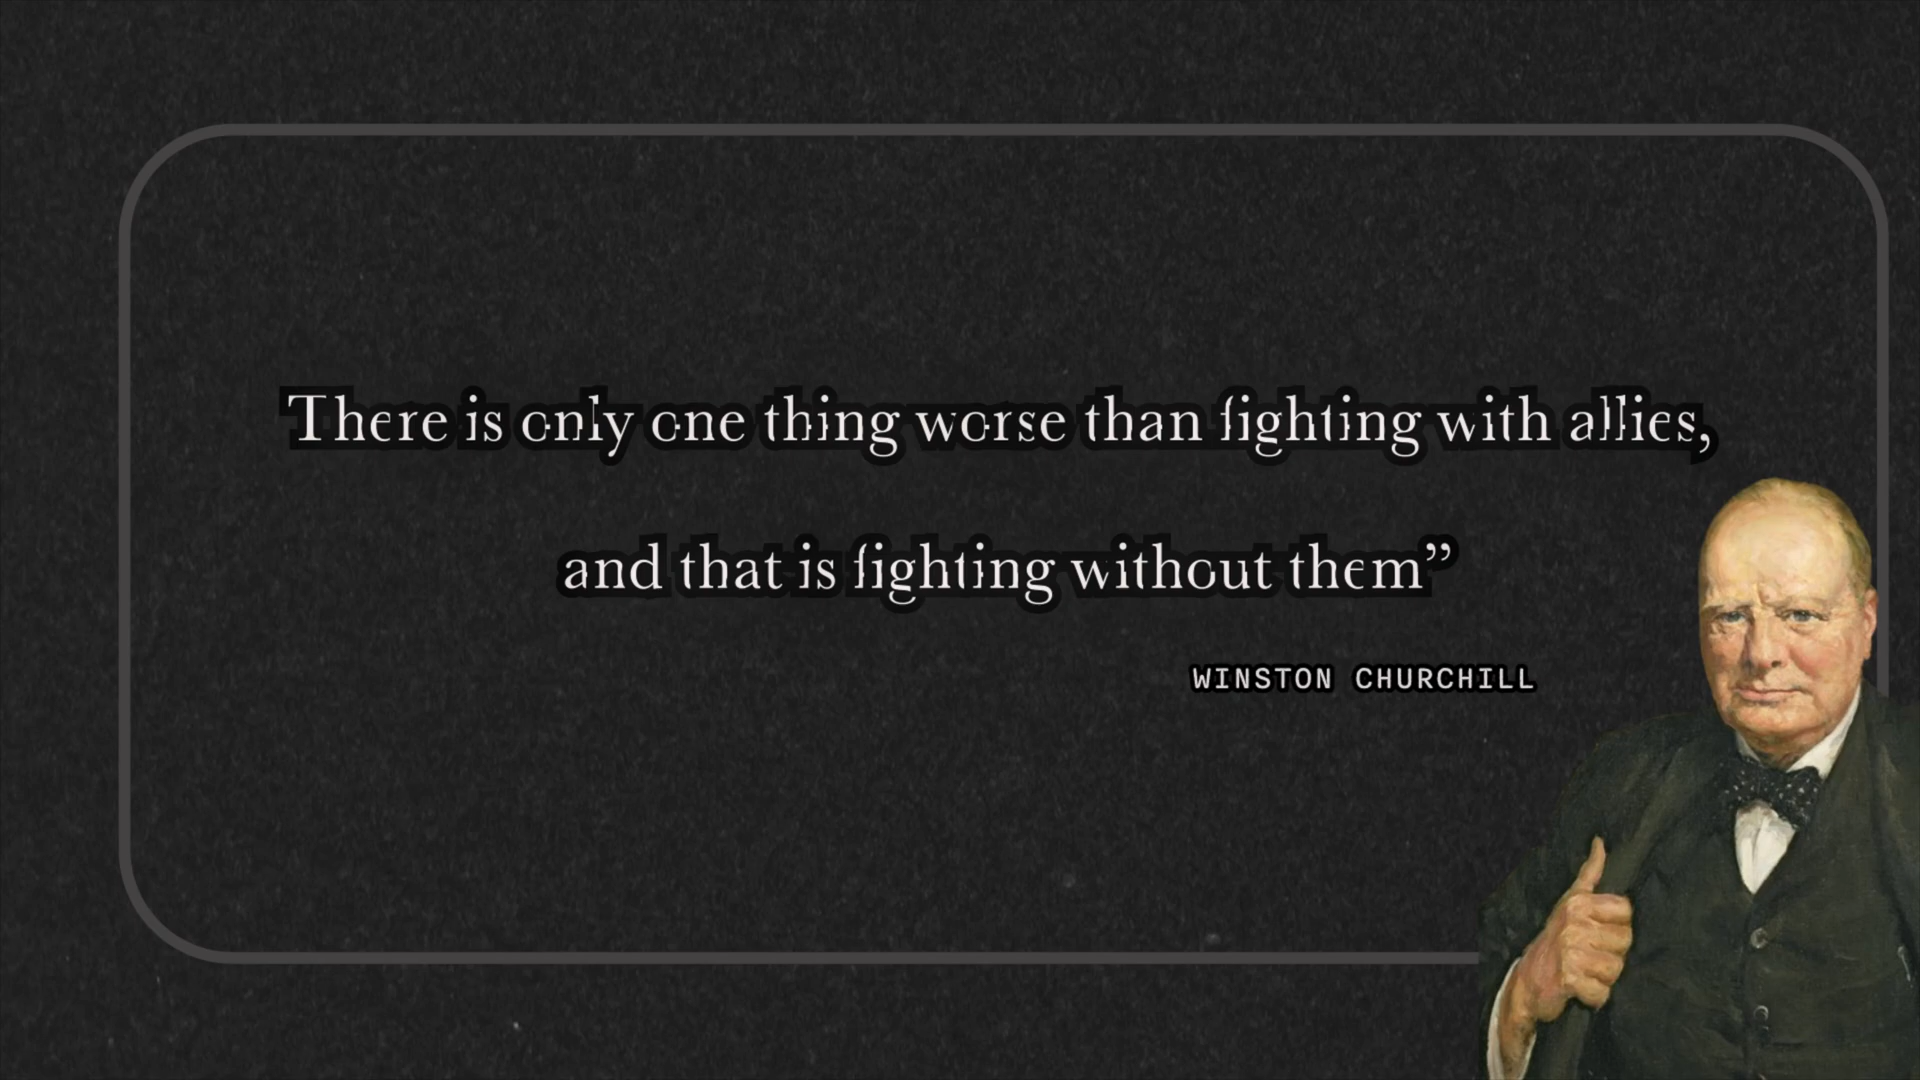 There is only one thing worse than fighting with allies,
and that is fighting without them”
WINSTON CHURCHILL